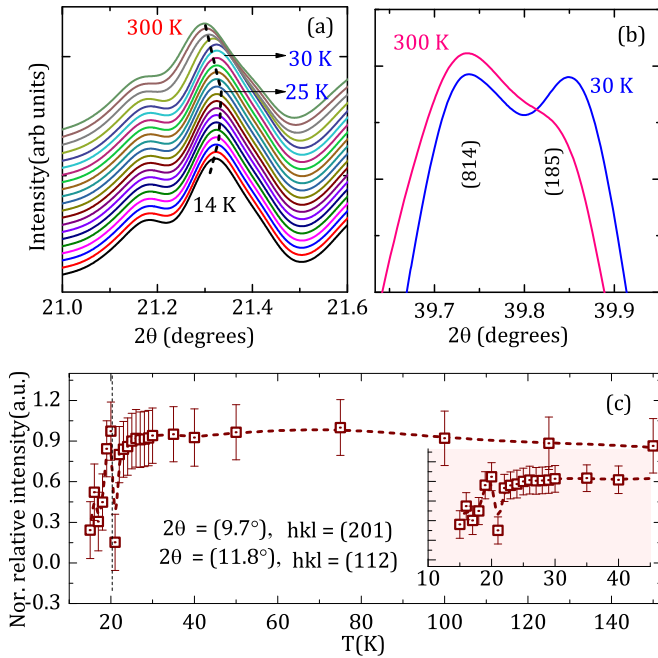 (a)
300 K
30 K
25 K
14 K
Intensity(arb units)
21.0 21.2 21.4 21.6
2θ (degrees)
(b)
300 K
30 K
(814)
(185)
39.7 39.8 39.9
2θ (degrees)
(c)
Nor. relative intensity(a.u.)
1.2
0.9
0.6
0.3
0.0
-0.3
2θ = (9.7°), hkl = (201)
2θ = (11.8°), hkl = (112)
10 20 30 40
20 40 60 80 100 120 140
T(K)